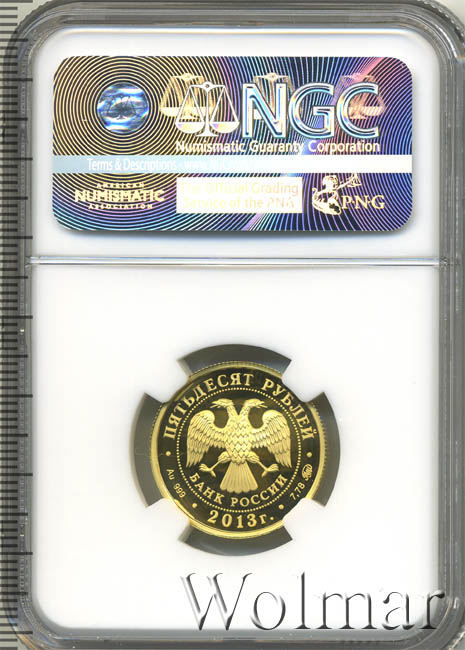 NGC
Numismatic Guaranty Corporation
Terms & Descriptions
AMERICAN
NUMISMATIC
ASSOCIATION
The Official Grading
Service of the PNA
PNG
ПЯТЬДЕСЯТ РУБЛЕЙ
Au 999
7,78
БАНК РОССИИ
• 2013г. •
Wolmar